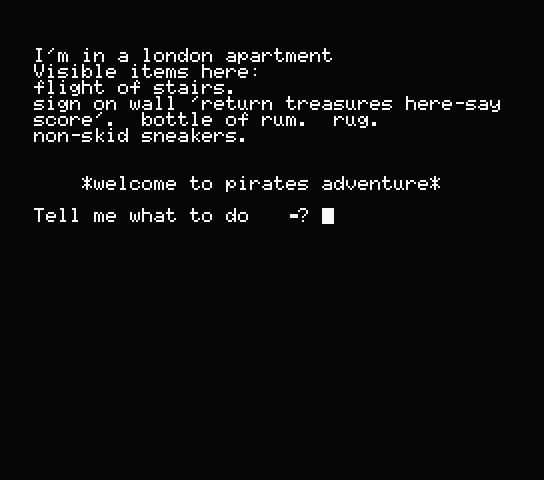 I'm in a london apartment
Visible items here:
flight of stairs.
sign on wall 'return treasures here-say
score'.  bottle of rum.  rug.
non-skid sneakers.
*welcome to pirates adventure*
Tell me what to do   -?